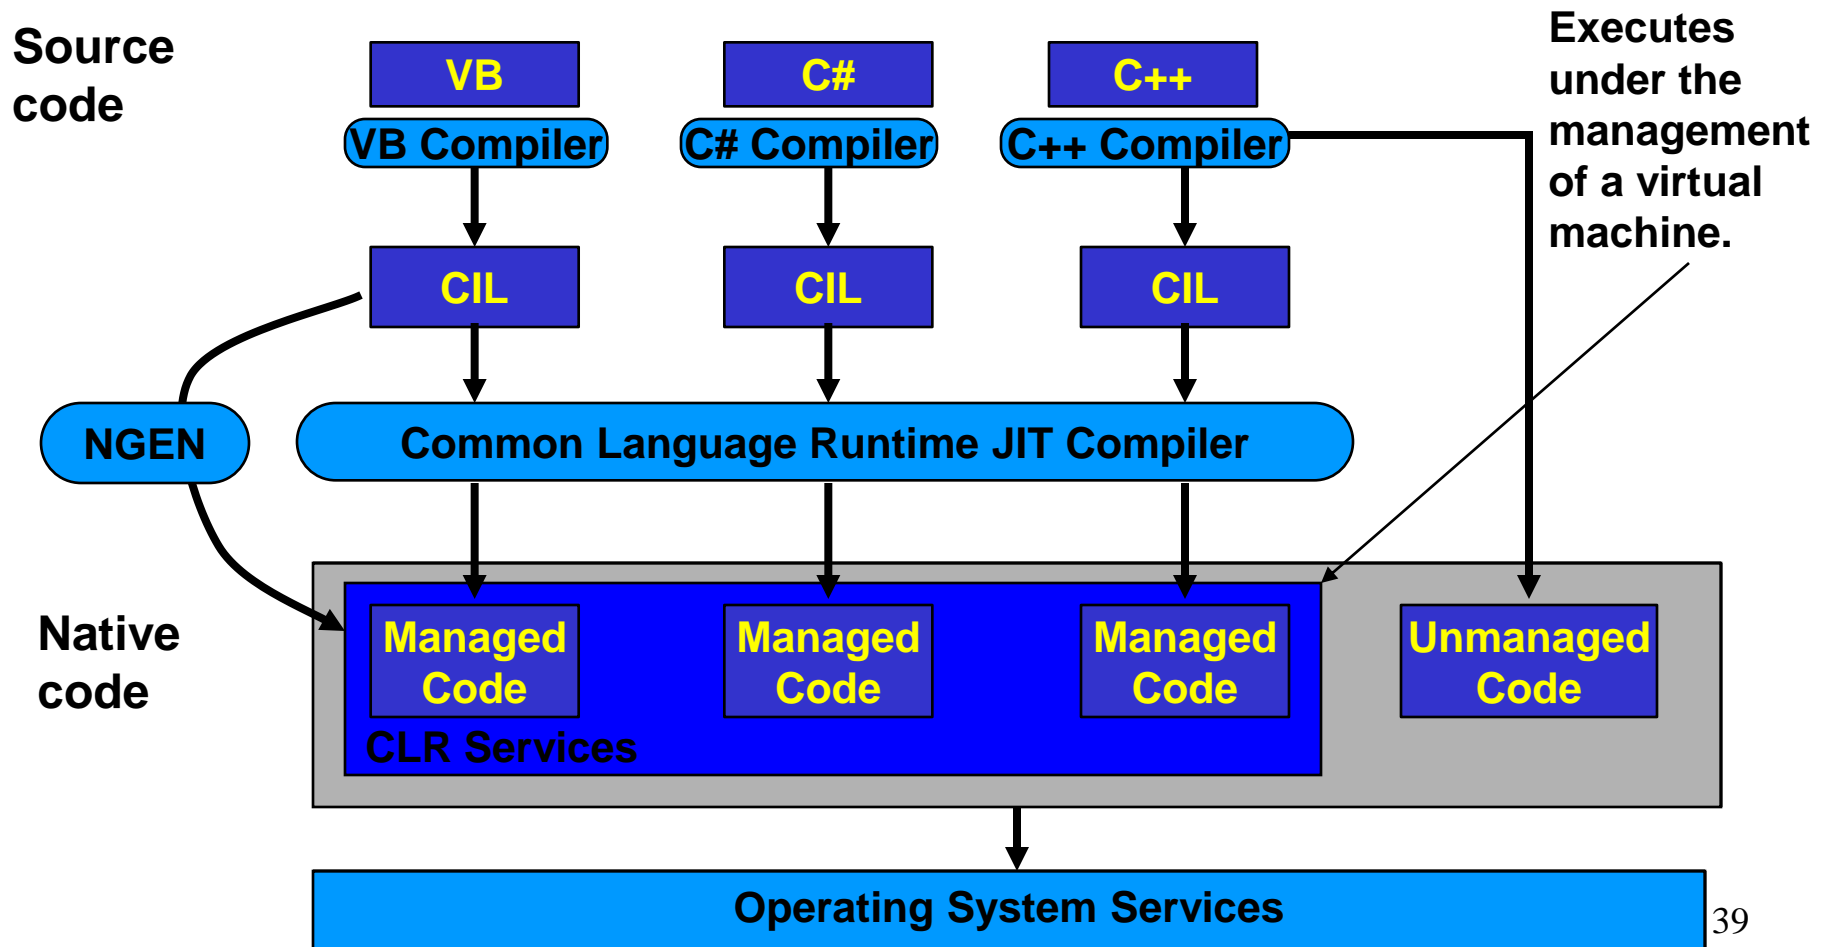 Source
code
VB
C#
C++
Executes
under the
management
of a virtual
machine.
VB Compiler
C# Compiler
C++ Compiler
CIL
CIL
CIL
NGEN
Common Language Runtime JIT Compiler
Native
code
Managed
Code
Managed
Code
Managed
Code
Unmanaged
Code
CLR Services
Operating System Services
39